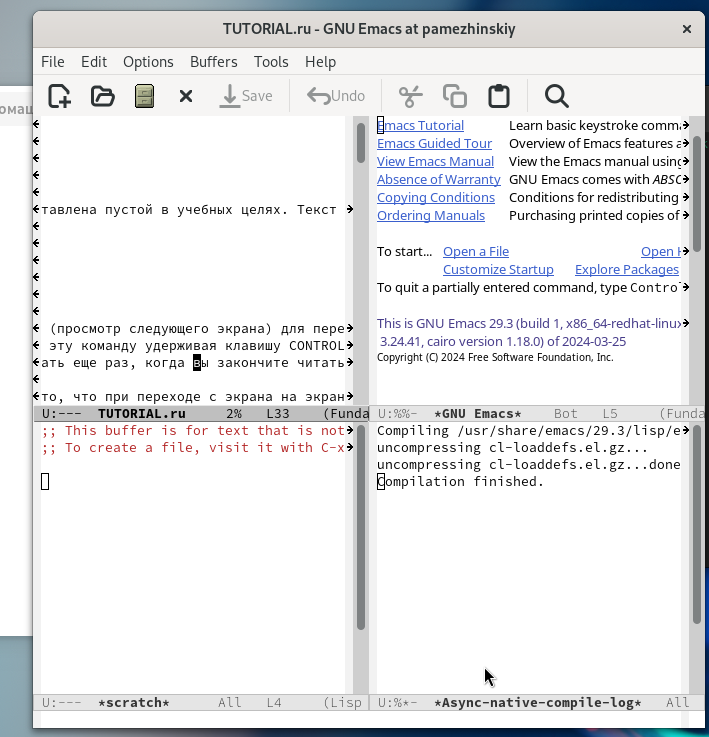 TUTORIAL.ru - GNU Emacs at pamezhinskiy
File Edit Options Buffers Tools Help
Save Undo
омаш
тавлена пустой в учебных целях. Текст
(просмотр следующего экрана) для пере
эту команду удерживая клавишу CONTROL
ать еще раз, когда вы закончите читать
то, что при переходе с экрана на экран
U:--- TUTORIAL.ru 2% L33 (Funda
Emacs Tutorial Learn basic keystroke comma
Emacs Guided Tour Overview of Emacs features a
View Emacs Manual View the Emacs manual using
Absence of Warranty GNU Emacs comes with ABSO
Copying Conditions Conditions for redistributing
Ordering Manuals Purchasing printed copies of
To start... Open a File Open H
Customize Startup Explore Packages
To quit a partially entered command, type Contro
This is GNU Emacs 29.3 (build 1, x86_64-redhat-linux
3.24.41, cairo version 1.18.0) of 2024-03-25
Copyright (C) 2024 Free Software Foundation, Inc.
U:%%- *GNU Emacs* Bot L5 (Funda
;; This buffer is for text that is not
;; To create a file, visit it with C-x
U:--- *scratch* All L4 (Lisp
Compiling /usr/share/emacs/29.3/lisp/e
uncompressing cl-loaddefs.el.gz...
uncompressing cl-loaddefs.el.gz...done
Compilation finished.
U:%*- *Async-native-compile-log* All